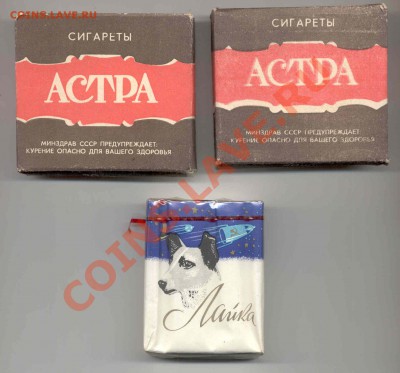 COINS.LAVE.RU
СИГАРЕТЫ
АСТРА
МИНЗДРАВ СССР ПРЕДУПРЕЖДАЕТ:
КУРЕНИЕ ОПАСНО ДЛЯ ВАШЕГО ЗДОРОВЬЯ
СИГАРЕТЫ
АСТРА
МИНЗДРАВ СССР ПРЕДУПРЕЖДАЕТ:
КУРЕНИЕ ОПАСНО ДЛЯ ВАШЕГО ЗДОРОВЬЯ
Лайка
COINS.LAVE.RU